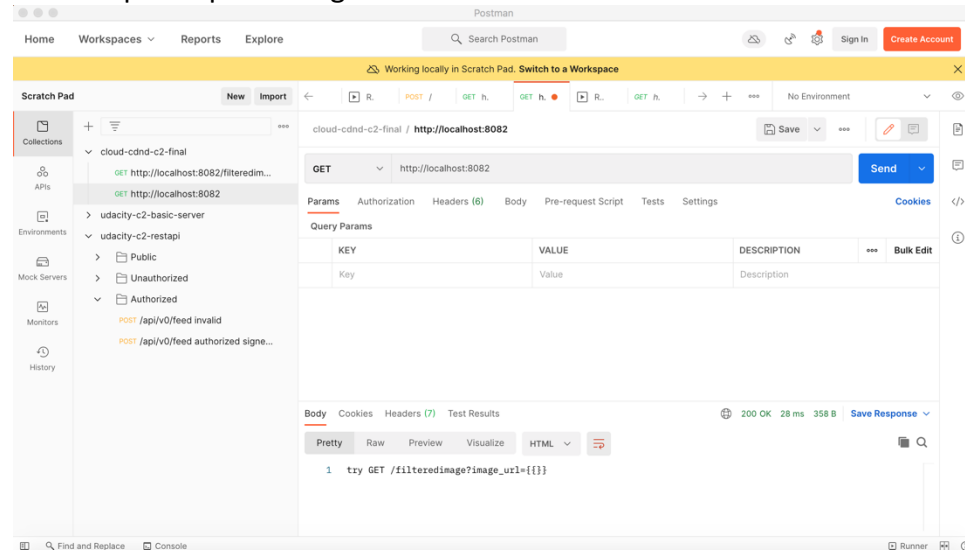 Postman
Home Workspaces Reports Explore Search Postman Sign In Create Account
Working locally in Scratch Pad. Switch to a Workspace
Scratch Pad New Import R. POST / GET h. GET h. R.. GET h. No Environment
Collections
APIs
Environments
Mock Servers
Monitors
History
cloud-cdnd-c2-final
GET http://localhost:8082/filteredim...
GET http://localhost:8082
udacity-c2-basic-server
udacity-c2-restapi
Public
Unauthorized
Authorized
POST /api/v0/feed invalid
POST /api/v0/feed authorized signe...
cloud-cdnd-c2-final / http://localhost:8082 Save
GET http://localhost:8082 Send
Params Authorization Headers (6) Body Pre-request Script Tests Settings Cookies
Query Params
KEY VALUE DESCRIPTION Bulk Edit
Key Value Description
Body Cookies Headers (7) Test Results 200 OK 28 ms 358 B Save Response
Pretty Raw Preview Visualize HTML
1 try GET /filteredimage?image_url={{}}
Find and Replace Console Runner